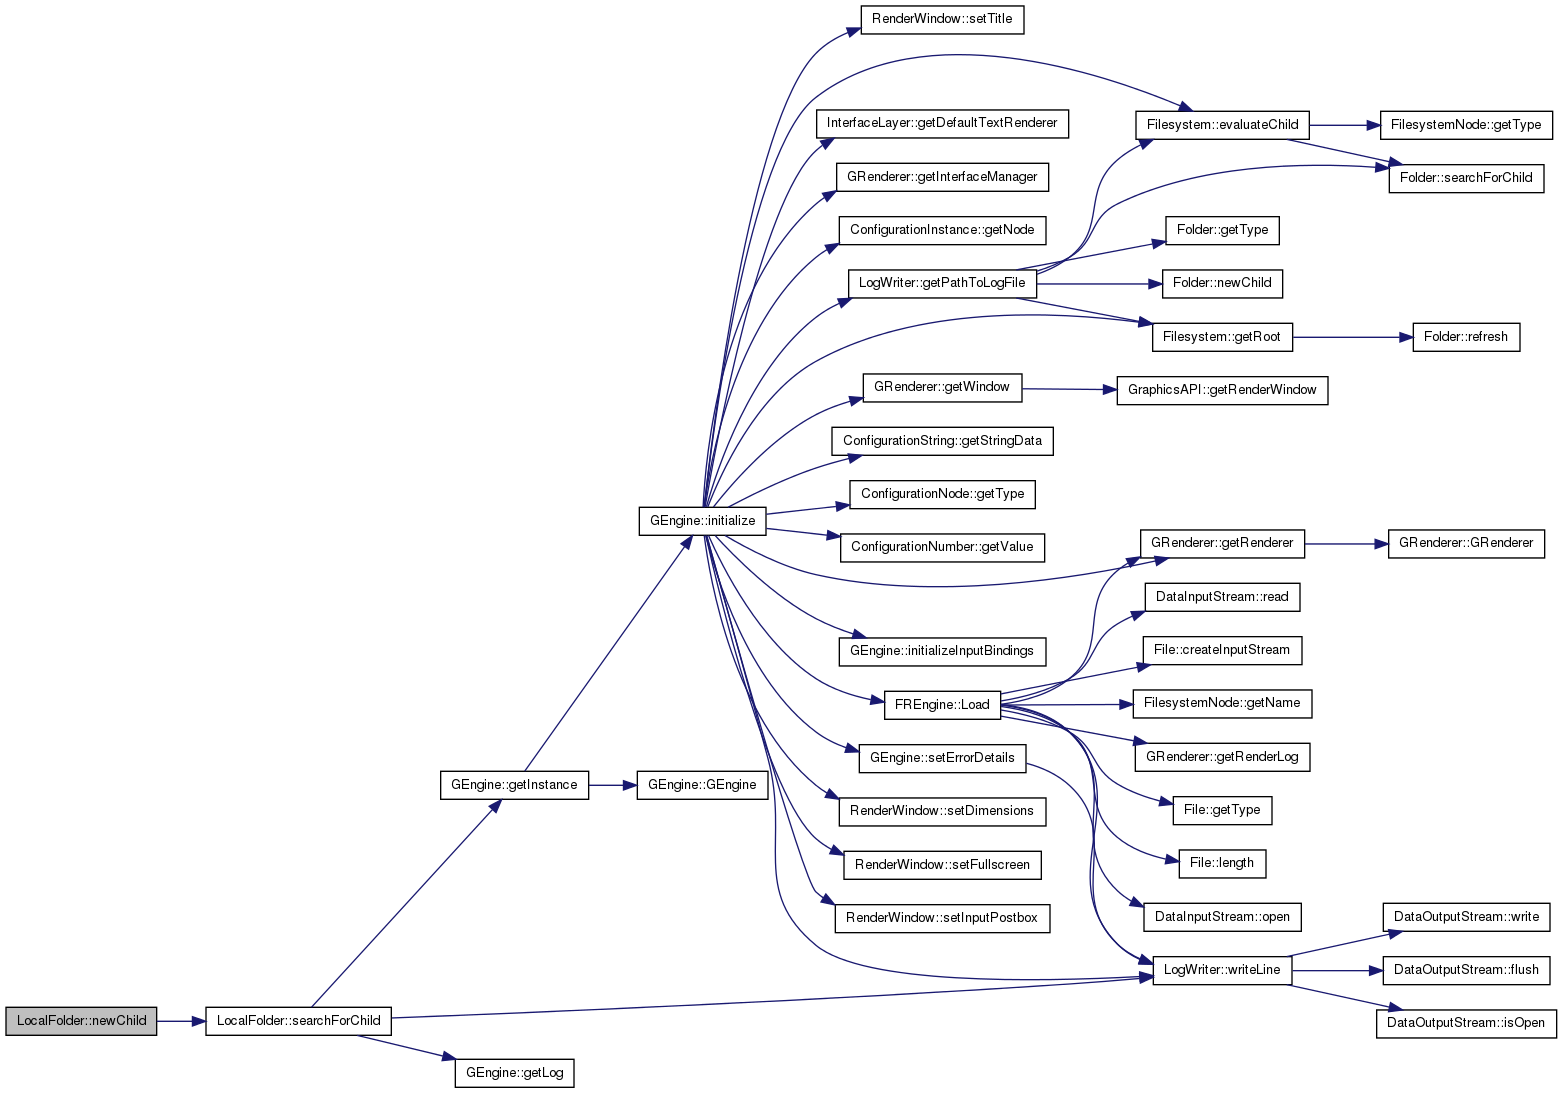 RenderWindow::setTitle
Filesystem::evaluateChild
FilesystemNode::getType
InterfaceLayer::getDefaultTextRenderer
GRenderer::getInterfaceManager
Folder::searchForChild
ConfigurationInstance::getNode
Folder::getType
LogWriter::getPathToLogFile
Folder::newChild
Filesystem::getRoot
Folder::refresh
GRenderer::getWindow
GraphicsAPI::getRenderWindow
ConfigurationString::getStringData
ConfigurationNode::getType
GEngine::initialize
ConfigurationNumber::getValue
GRenderer::getRenderer
GRenderer::GRenderer
DataInputStream::read
GEngine::initializeInputBindings
File::createInputStream
FREngine::Load
FilesystemNode::getName
GEngine::setErrorDetails
GRenderer::getRenderLog
GEngine::getInstance
GEngine::GEngine
RenderWindow::setDimensions
File::getType
RenderWindow::setFullscreen
File::length
RenderWindow::setInputPostbox
DataInputStream::open
DataOutputStream::write
LogWriter::writeLine
DataOutputStream::flush
LocalFolder::newChild
LocalFolder::searchForChild
DataOutputStream::isOpen
GEngine::getLog